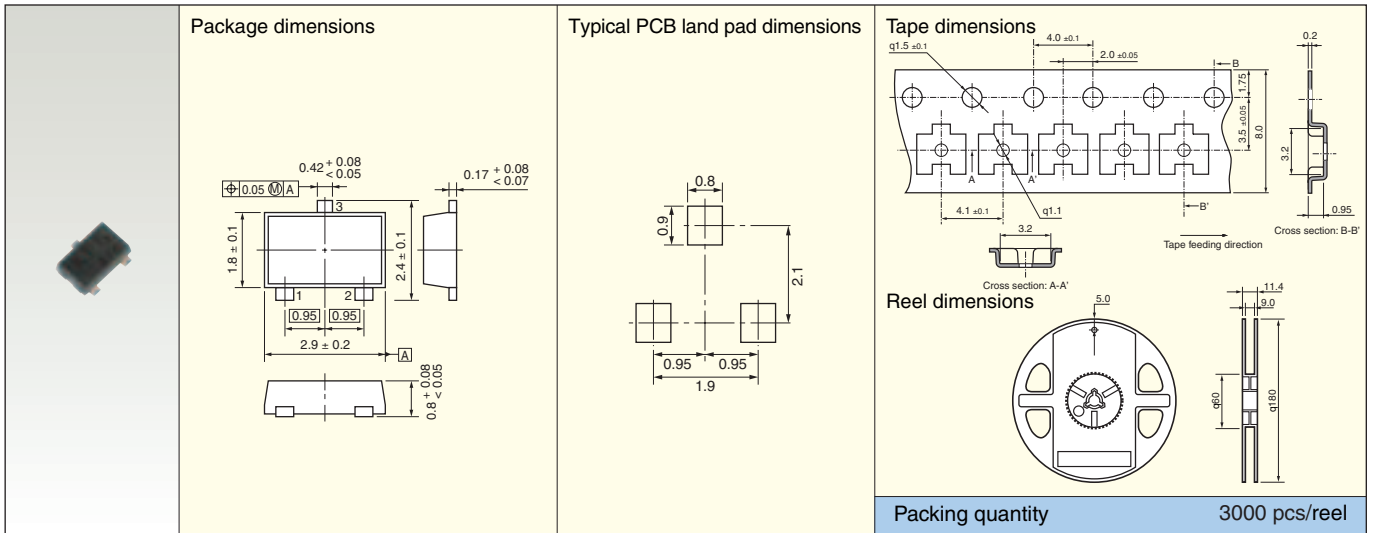 Package dimensions
0.42 + 0.08
< 0.05
0.17 + 0.08
< 0.07
0.05 M A
3
1.8 ± 0.1
2.4 ± 0.1
1
2
0.95
0.95
2.9 ± 0.2
A
0.8 + 0.08
< 0.05
Typical PCB land pad dimensions
0.8
0.9
2.1
0.95
0.95
1.9
Tape dimensions
q1.5 ±0.1
4.0 ±0.1
2.0 ±0.05
B
1.75
3.5 ±0.05
8.0
A
A'
B'
4.1 ±0.1
q1.1
Tape feeding direction
3.2
Cross section: A-A'
0.2
3.2
0.95
Cross section: B-B'
Reel dimensions
5.0
11.4
9.0
q60
q180
Packing quantity 3000 pcs/reel